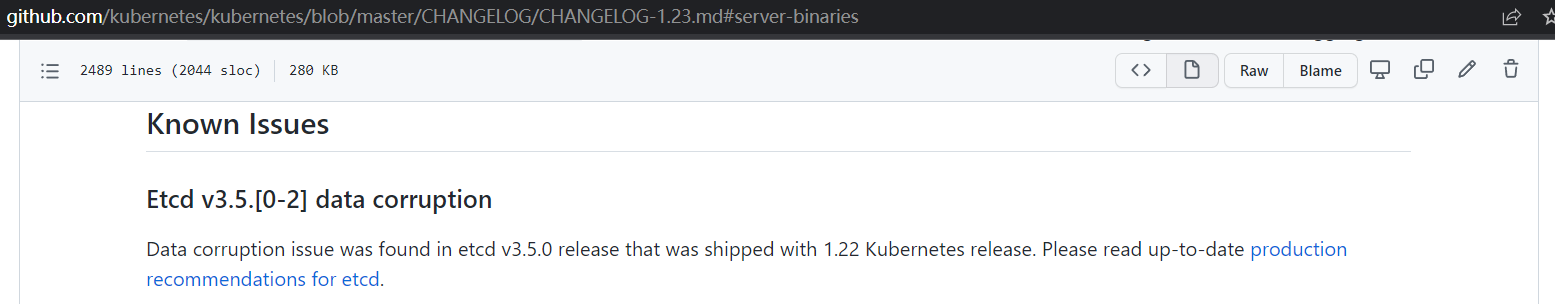 github.com/kubernetes/kubernetes/blob/master/CHANGELOG/CHANGELOG-1.23.md#server-binaries
2489 lines (2044 sloc) 280 KB Raw Blame
Known Issues
Etcd v3.5.[0-2] data corruption
Data corruption issue was found in etcd v3.5.0 release that was shipped with 1.22 Kubernetes release. Please read up-to-date production
recommendations for etcd.